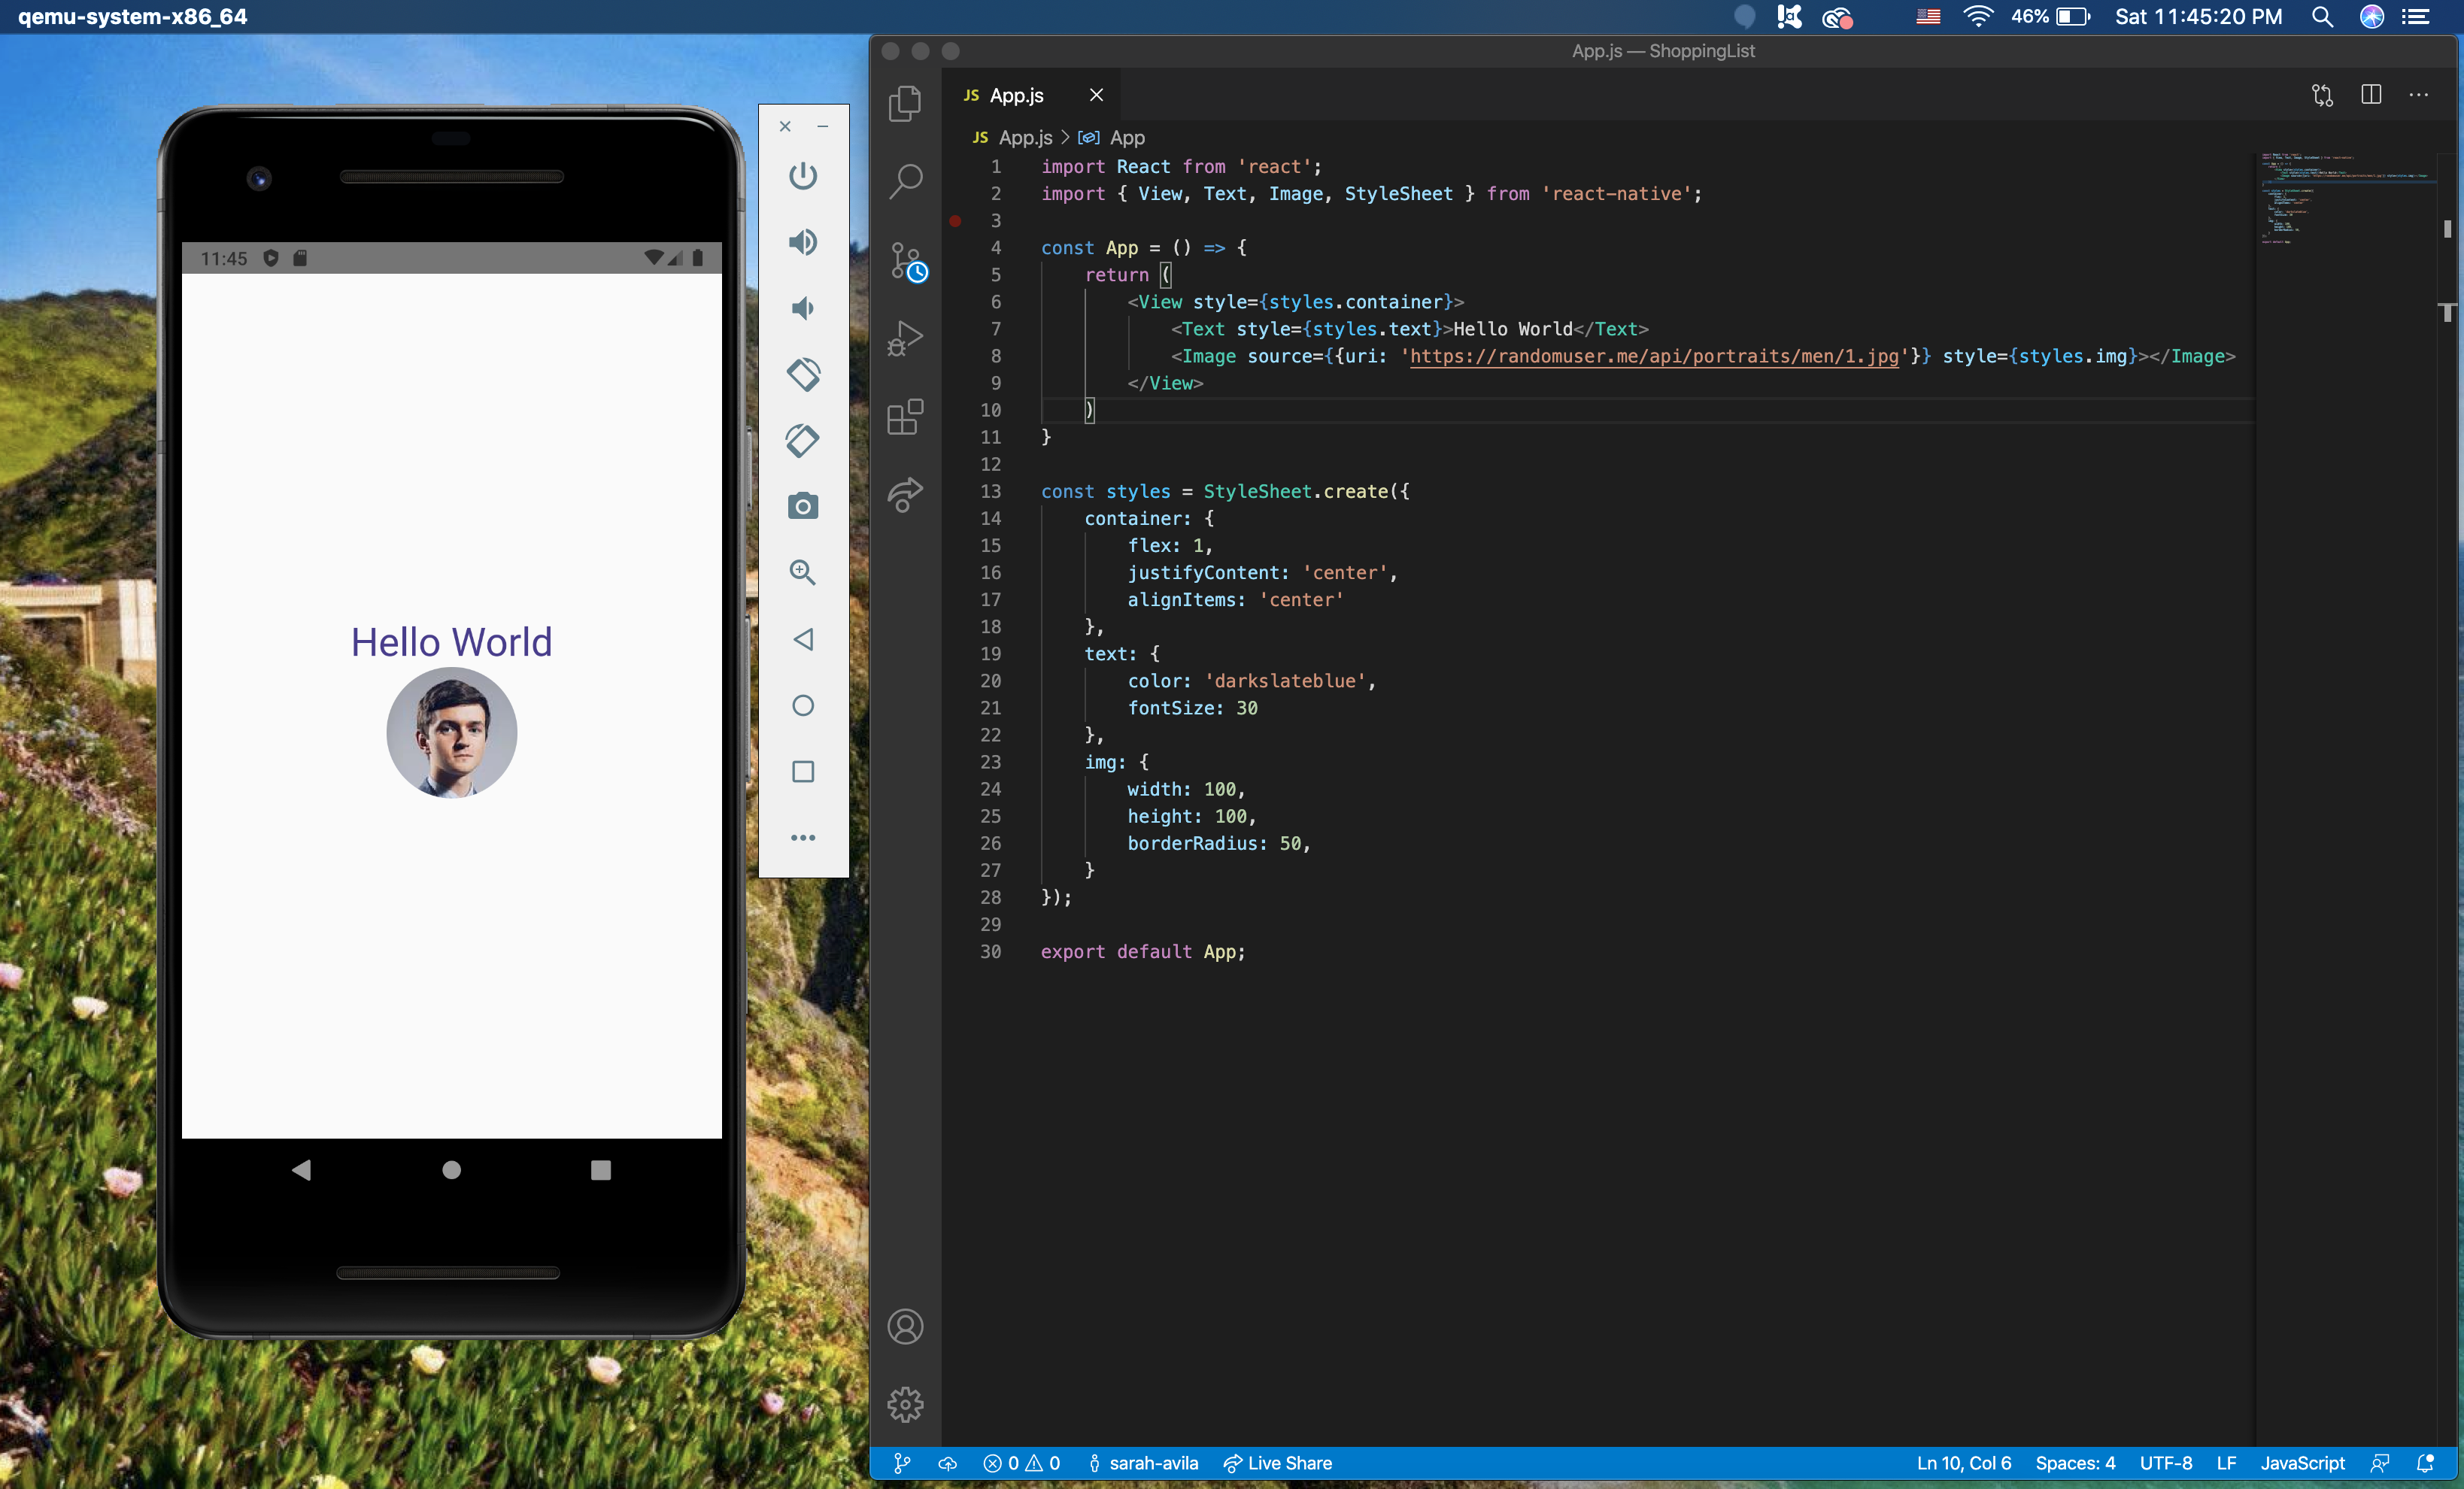 qemu-system-x86_64
46%
Sat 11:45:20 PM
11:45
Hello World
App.js — ShoppingList
JS App.js
JS App.js > App
1 import React from 'react';
2 import { View, Text, Image, StyleSheet } from 'react-native';
3
4 const App = () => {
5 return (
6 <View style={styles.container}>
7 <Text style={styles.text}>Hello World</Text>
8 <Image source={{uri: 'https://randomuser.me/api/portraits/men/1.jpg'}} style={styles.img}></Image>
9 </View>
10 )
11 }
12
13 const styles = StyleSheet.create({
14 container: {
15 flex: 1,
16 justifyContent: 'center',
17 alignItems: 'center'
18 },
19 text: {
20 color: 'darkslateblue',
21 fontSize: 30
22 },
23 img: {
24 width: 100,
25 height: 100,
26 borderRadius: 50,
27 }
28 });
29
30 export default App;
0 0 sarah-avila Live Share
Ln 10, Col 6 Spaces: 4 UTF-8 LF JavaScript